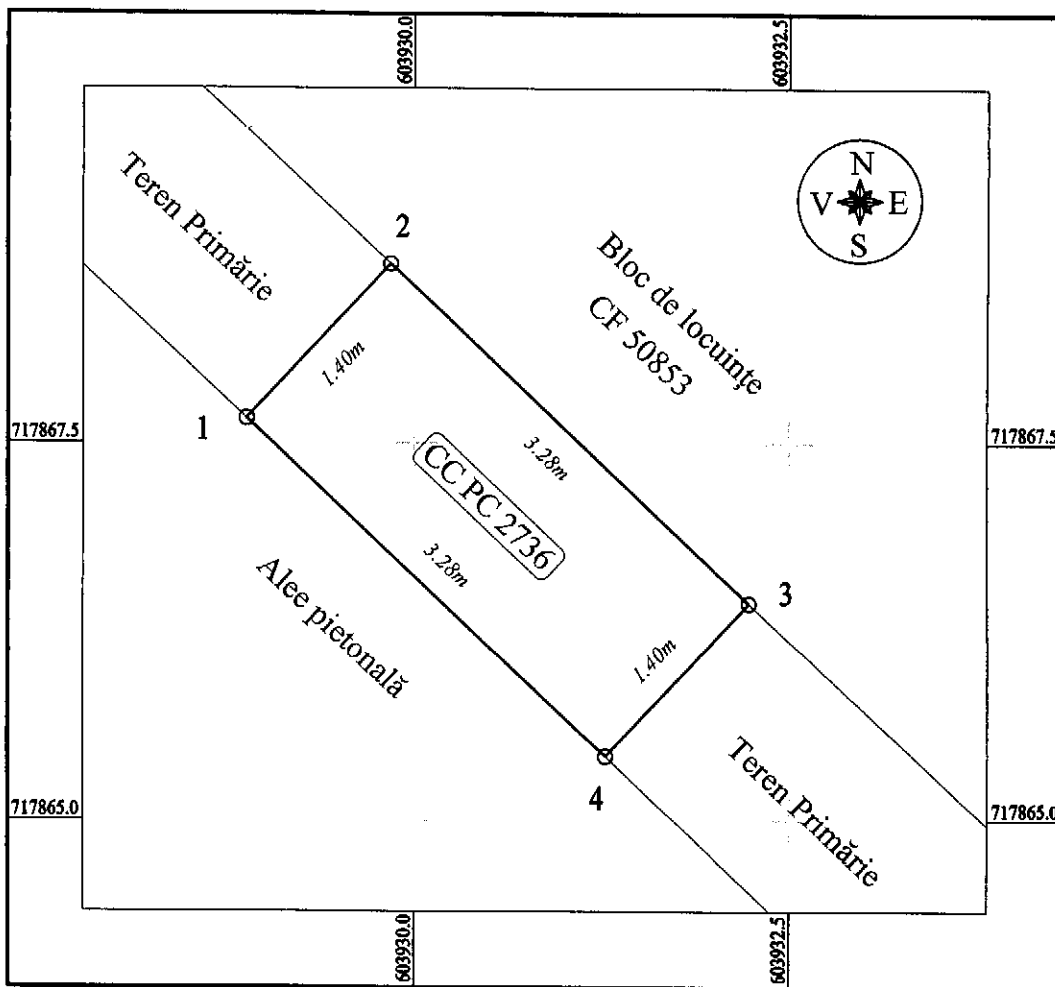 603930.0
603932.5
N
V E
S
Teren Primărie
2
Bloc de locuințe
CF 50853
1.40m
1
717867.5
717867.5
3.28m
CC PC 2736
3.28m
3
Alee pietonală
1.40m
4
Teren Primărie
717865.0
717865.0
603930.0
603932.5